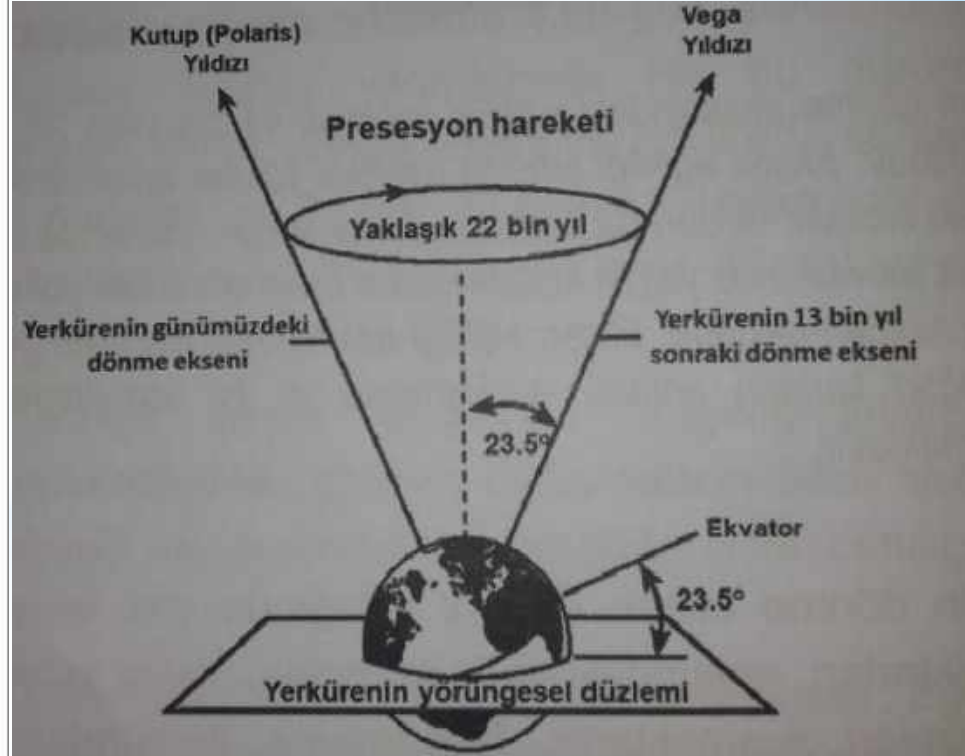 Kutup (Polaris)
Yıldızı
Vega
Yıldızı
Presesyon hareketi
Yaklaşık 22 bin yıl
Yerkürenin günümüzdeki
dönme ekseni
Yerkürenin 13 bin yıl
sonraki dönme ekseni
23.5°
Ekvator
23.5°
Yerkürenin yörüngesel düzlemi